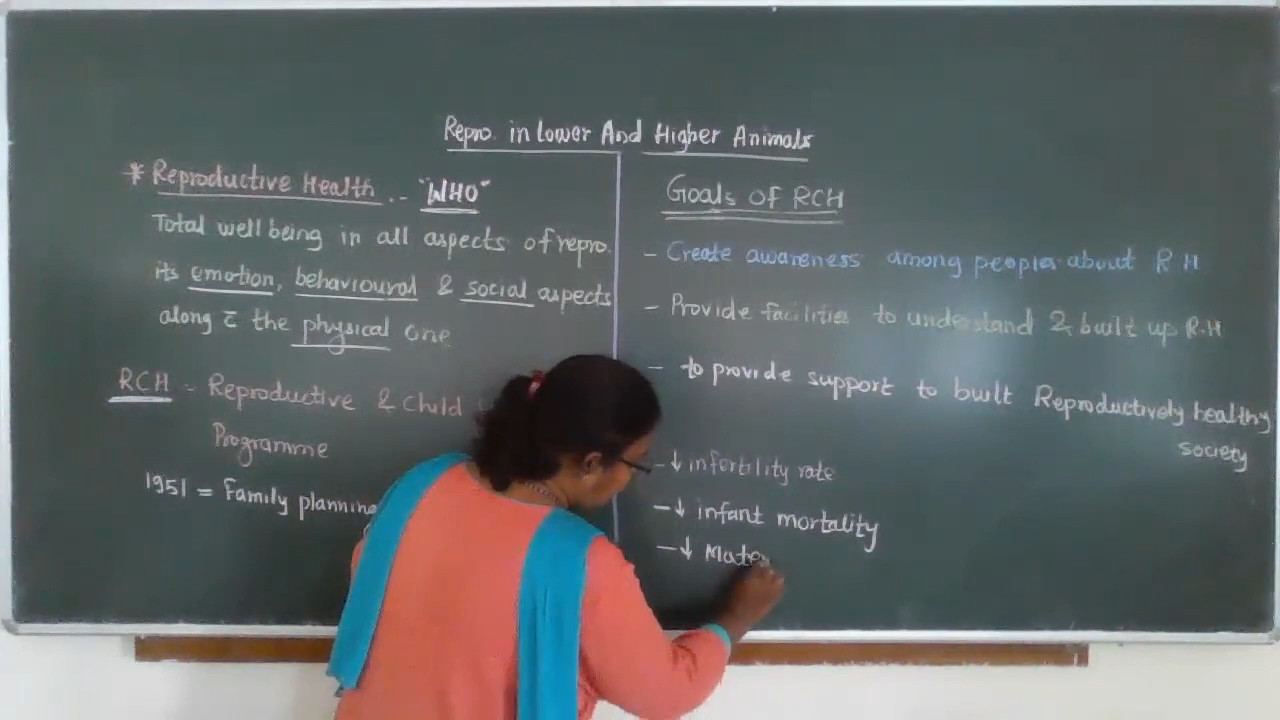 Repro. in Lower And Higher Animals
* Reproductive Health .. "WHO"
Total well being in all aspects of repro.
its emotion, behavioural & social aspects
along c̄ the physical one
RCH = Reproductive & Child
Programme
1951 = Family planning
Goals of RCH
- Create awareness among peoples about R H
- Provide facilities to understand & built up R.H
- to provide support to built Reproductively healthy
society
- ↓ infertility rate
- ↓ infant mortality
- ↓ Mater